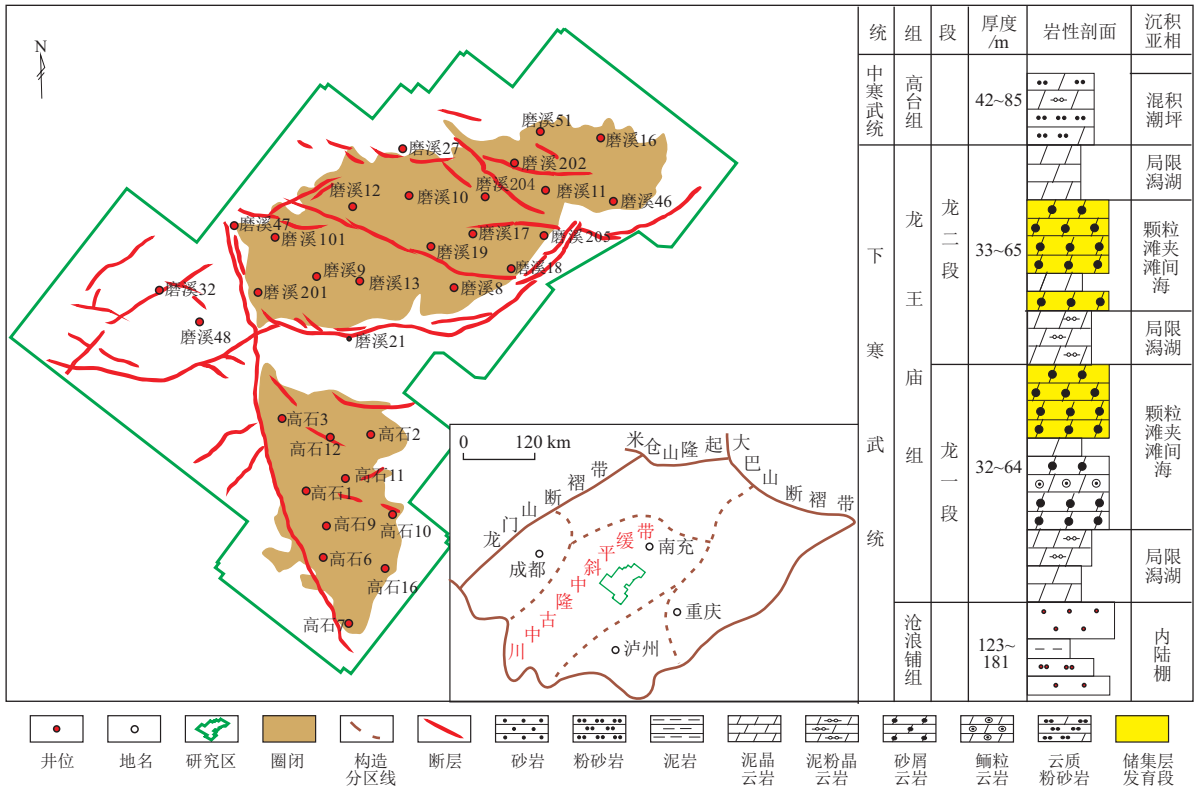 N
磨溪51
磨溪16
磨溪27
磨溪202
磨溪12
磨溪10
磨溪204
磨溪11
磨溪46
磨溪47
磨溪101
磨溪17
磨溪205
磨溪19
磨溪18
磨溪9
磨溪13
磨溪8
磨溪32
磨溪201
磨溪48
磨溪21
高石3
高石12
高石2
高石11
高石1
高石9
高石10
高石6
高石16
高石7
0 120 km
米仓山隆起
大巴山断褶带
龙门山断褶带
川中古隆中斜平缓带
成都
南充
重庆
泸州
统
组
段
厚度
/m
岩性剖面
沉积
亚相
中寒武统
高台组
42~85
混积
潮坪
下寒武统
龙王庙组
龙二段
33~65
局限
潟湖
颗粒
滩夹
滩间
海
局限
潟湖
龙一段
32~64
颗粒
滩夹
滩间
海
局限
潟湖
沧浪铺组
123~
181
内陆棚
井位
地名
研究区
圈闭
构造
分区线
断层
砂岩
粉砂岩
泥岩
泥晶
云岩
泥粉晶
云岩
砂屑
云岩
鲕粒
云岩
云质
粉砂岩
储集层
发育段